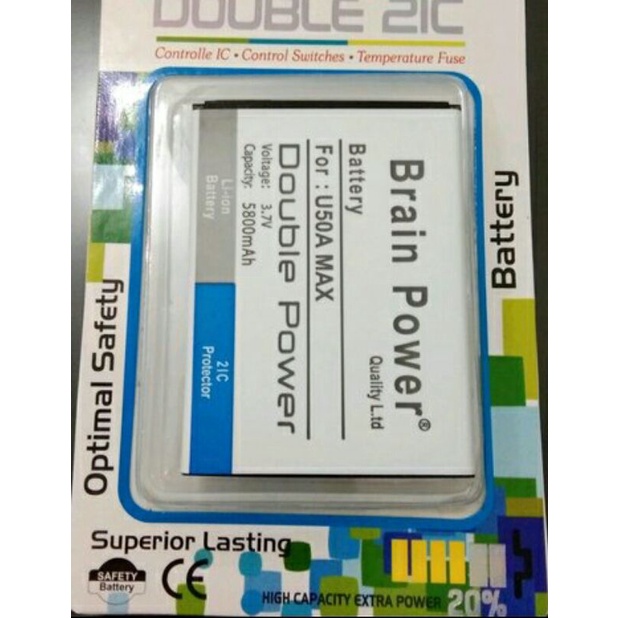 DOUBLE 2IC
Controlle IC • Control Switches • Temperature Fuse
Brain Power®
Quality L.td
Battery
For : U50A MAX
Double Power
Voltage: 3.7V
Capacity: 5800mAh
Li-ion
Battery
2IC
Protector
Optimal Safety
Battery
Superior Lasting
SAFETY
Battery
CE
HIGH CAPACITY EXTRA POWER 20%